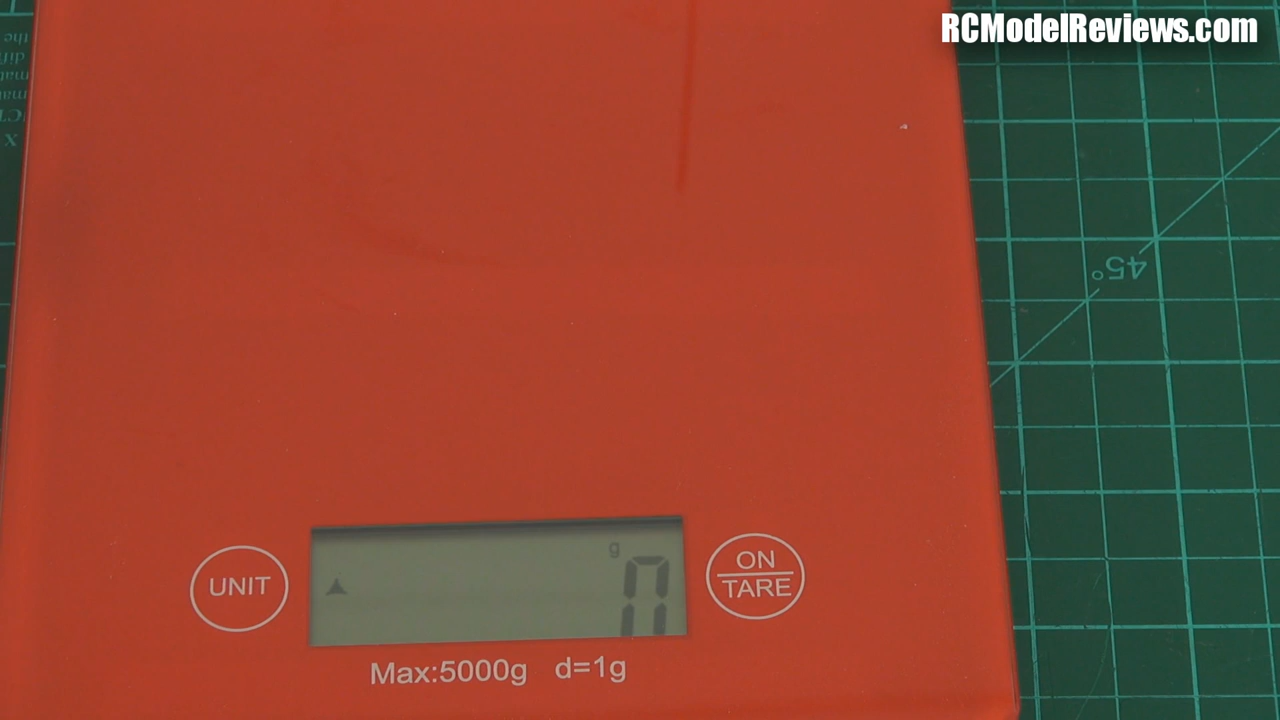 RCModelReviews.com
45°
g
0
UNIT
ON
TARE
Max:5000g d=1g